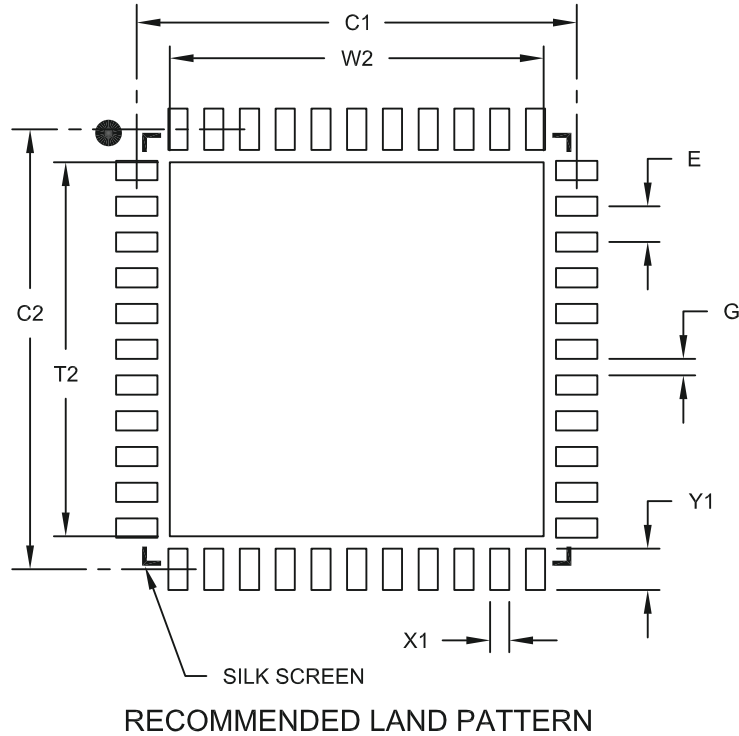 C1
W2
E
C2
G
T2
Y1
X1
SILK SCREEN
RECOMMENDED LAND PATTERN